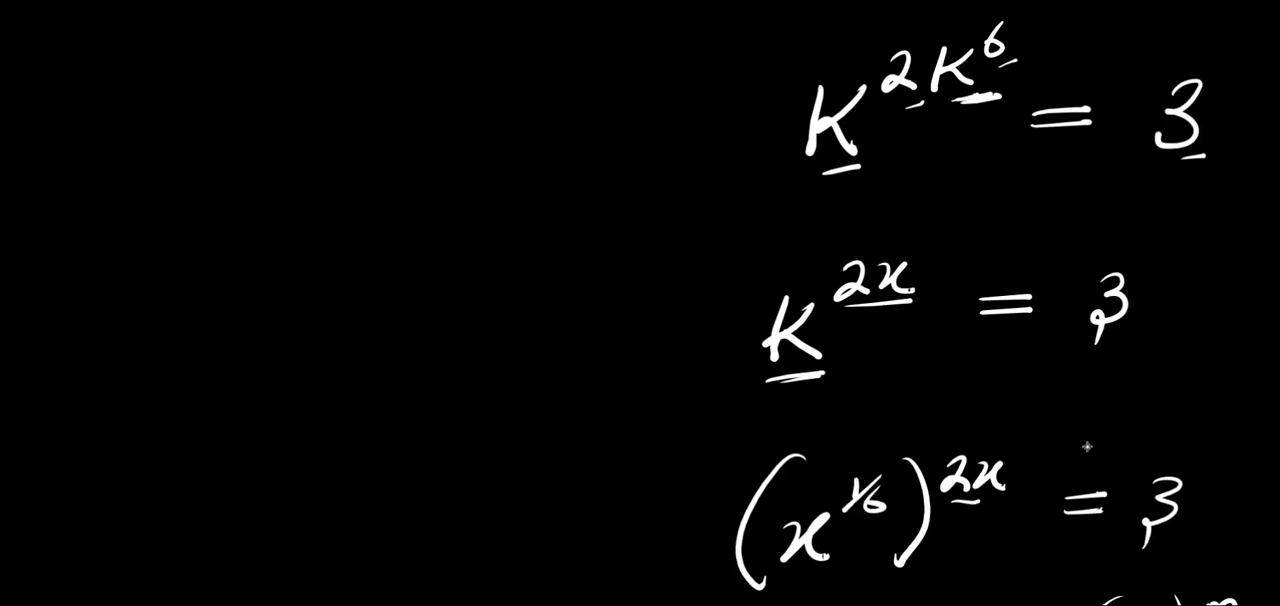 K^{2K^6} = 3
K^{2x} = 3
(x^{1/6})^{2x} = 3